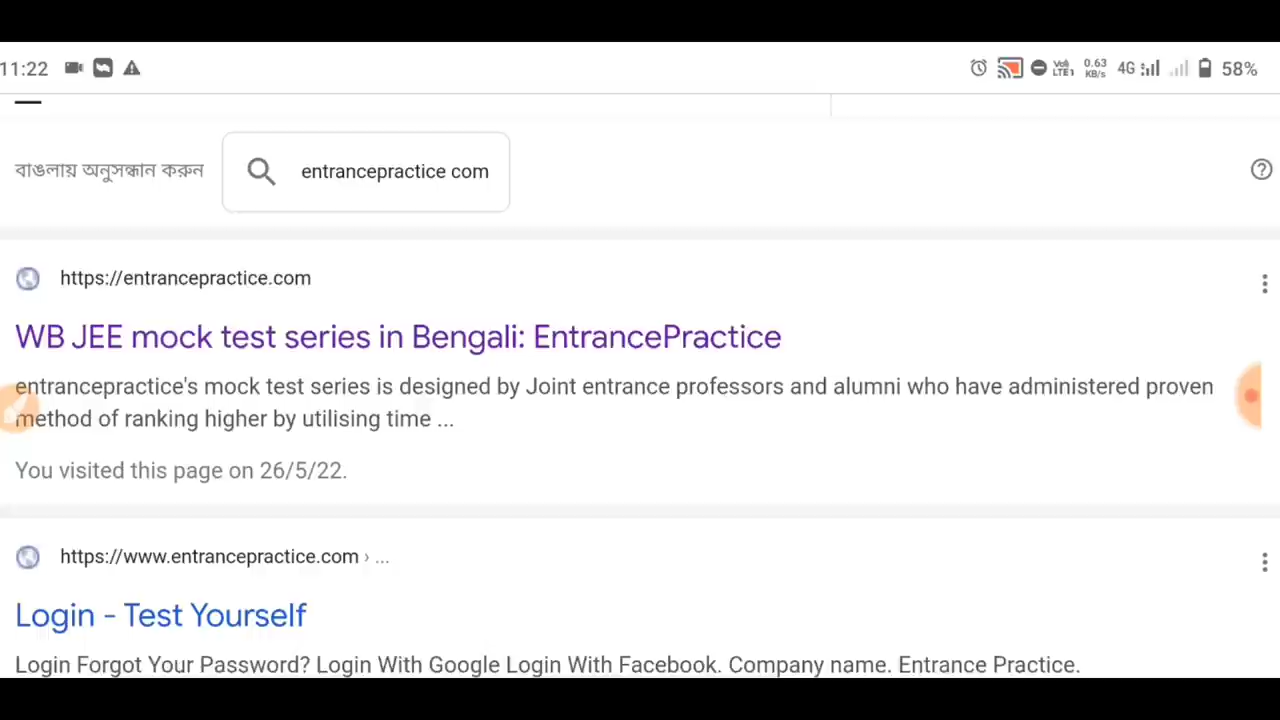 11:22 VoLTE1 0.63 KB/s 4G 58%
বাঙলায় অনুসন্ধান করুন entrancepractice com
https://entrancepractice.com
WB JEE mock test series in Bengali: EntrancePractice
entrancepractice's mock test series is designed by Joint entrance professors and alumni who have administered proven
method of ranking higher by utilising time ...
You visited this page on 26/5/22.
https://www.entrancepractice.com › ...
Login - Test Yourself
Login Forgot Your Password? Login With Google Login With Facebook. Company name. Entrance Practice.